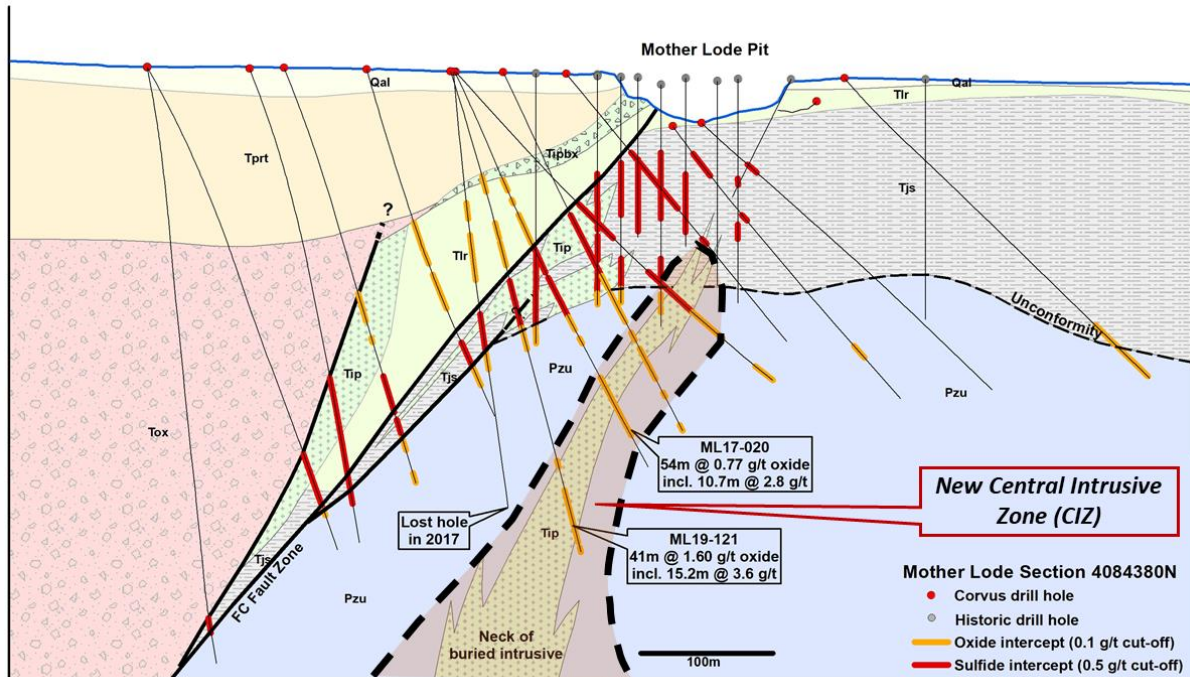 Mother Lode Pit
Qal
Qal
Tlr
Tprt
Tipbx
Tjs
?
Tip
Tlr
Unconformity
Tip
Tjs
Pzu
Pzu
Tox
ML17-020
54m @ 0.77 g/t oxide
incl. 10.7m @ 2.8 g/t
New Central Intrusive
Zone (CIZ)
Lost hole
in 2017
Tip
ML19-121
41m @ 1.60 g/t oxide
incl. 15.2m @ 3.6 g/t
Tjs
FC Fault Zone
Pzu
Neck of
buried intrusive
100m
Mother Lode Section 4084380N
Corvus drill hole
Historic drill hole
Oxide intercept (0.1 g/t cut-off)
Sulfide intercept (0.5 g/t cut-off)